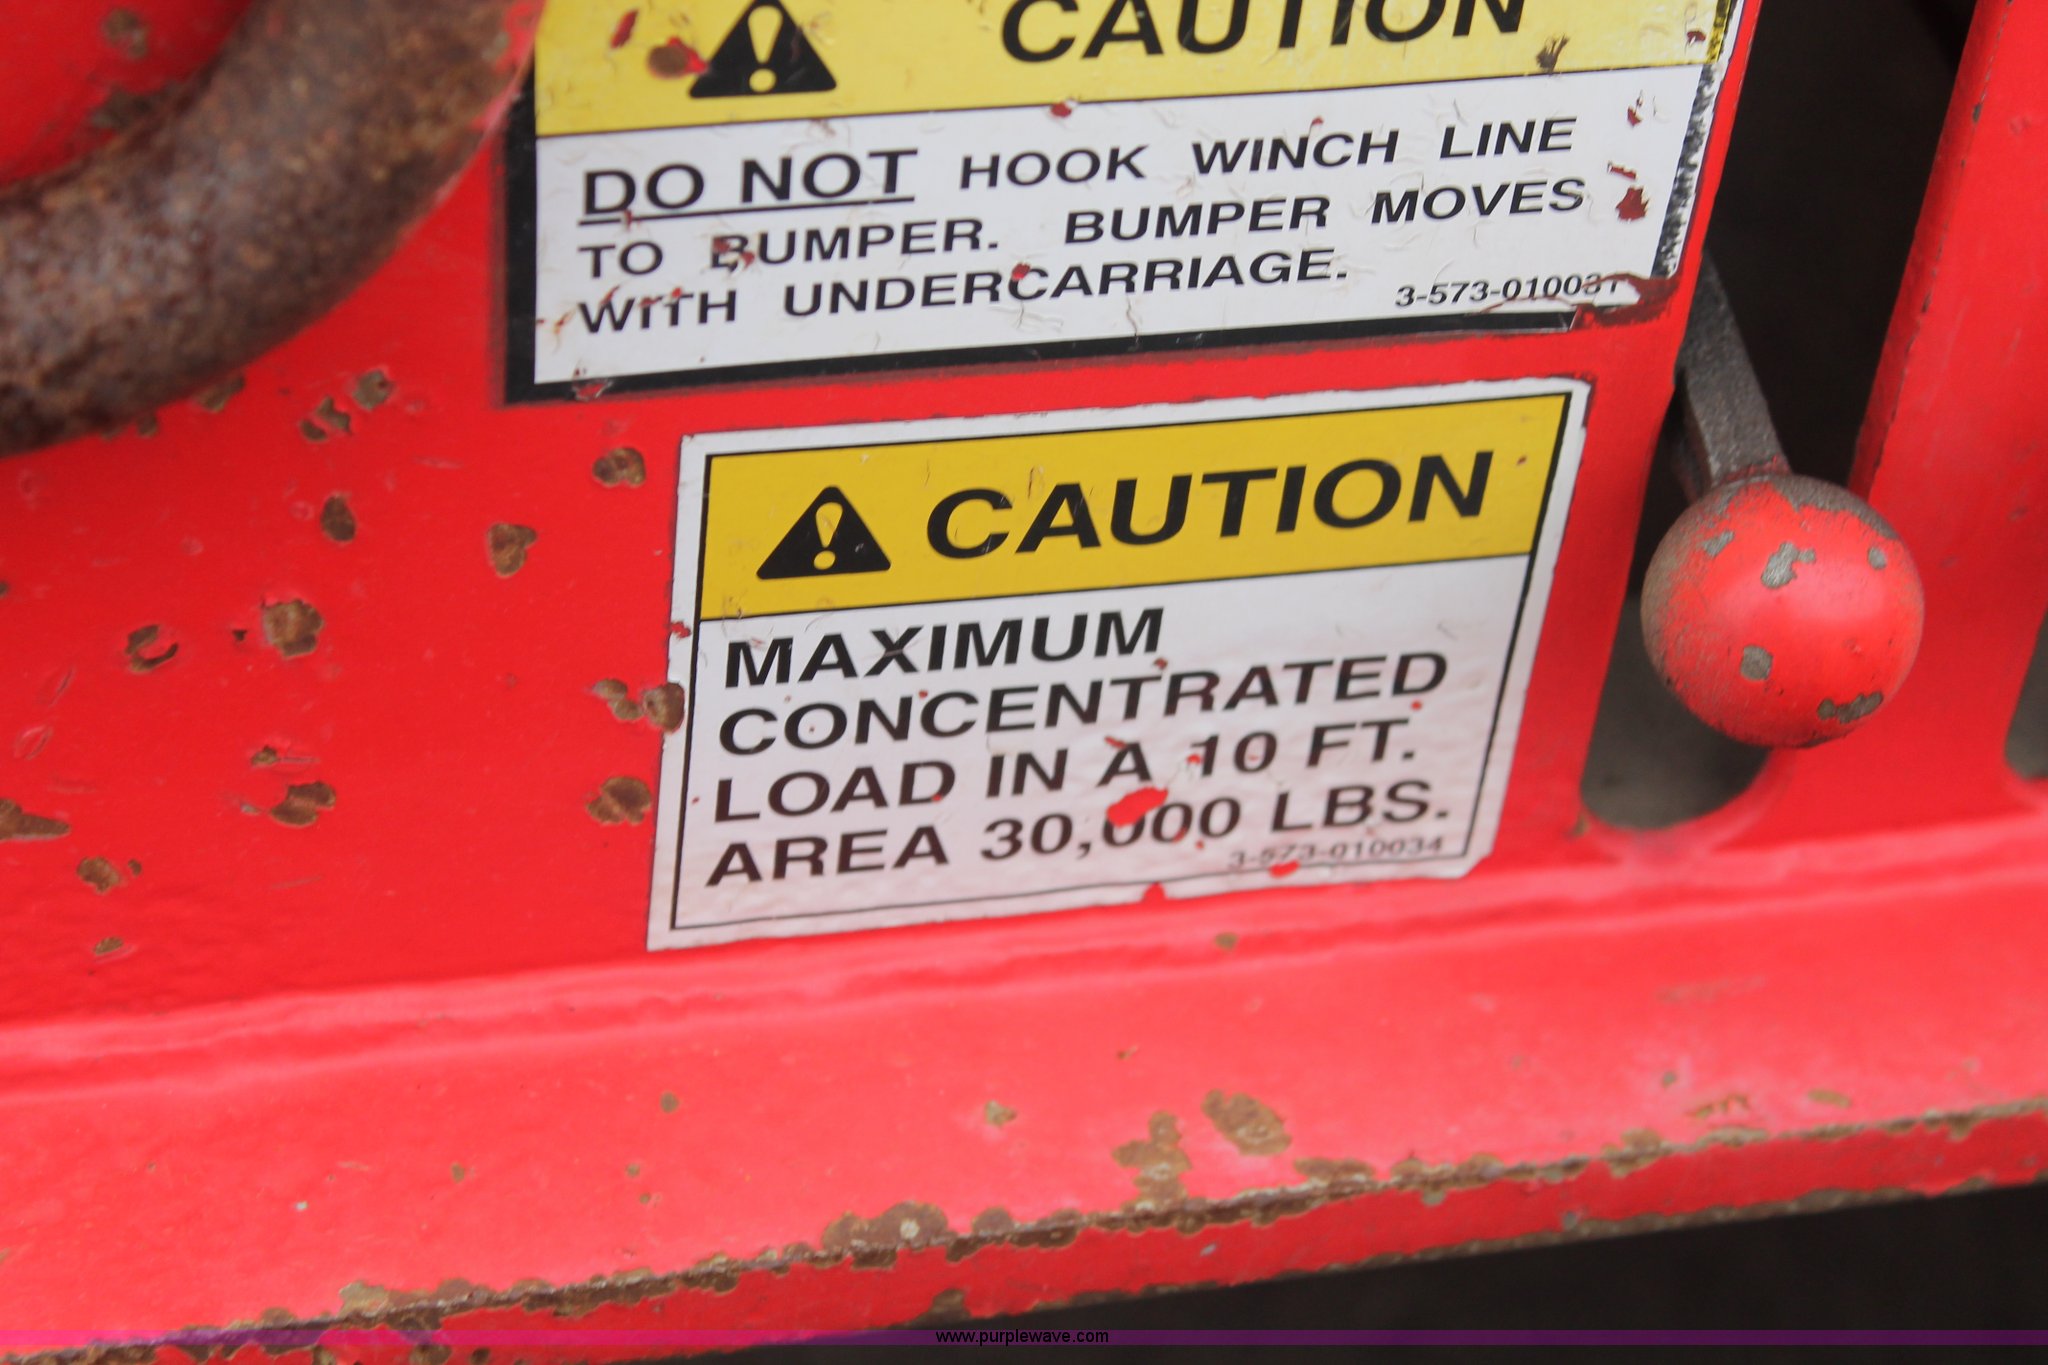 CAUTION
DO NOT HOOK WINCH LINE
TO BUMPER. BUMPER MOVES
WITH UNDERCARRIAGE.
3-573-010031
CAUTION
MAXIMUM
CONCENTRATED
LOAD IN A 10 FT.
AREA 30,000 LBS.
3-573-010034
www.purplewave.com